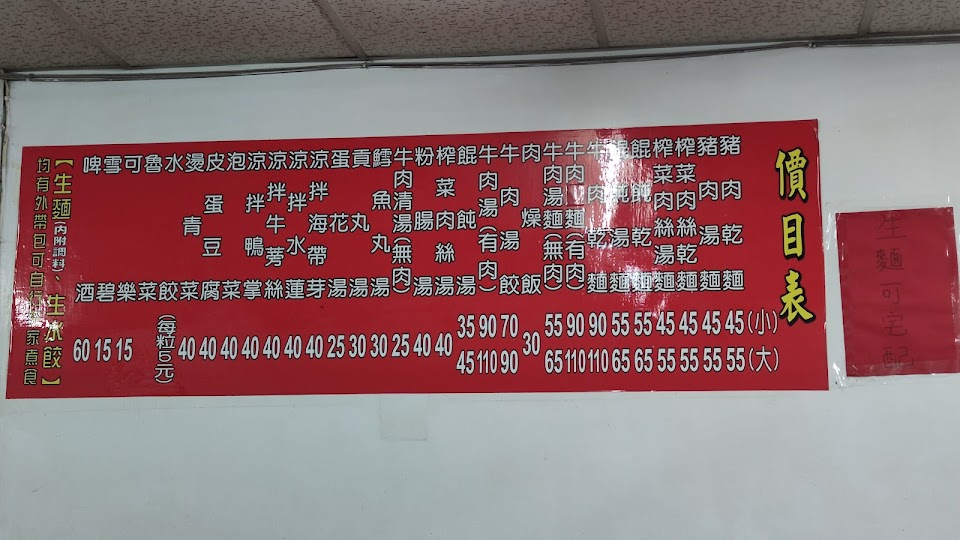 價目表
(小)
(大)
豬肉乾麵 45 55
豬肉湯麵 45 55
榨菜肉絲乾麵 45 55
榨菜肉絲湯麵 45 55
餛飩乾麵 55 65
餛飩湯麵 55 65
牛肉乾麵 90 110
牛肉湯麵(有肉) 90 110
牛肉湯麵(無肉) 55 65
肉燥飯 30
牛肉湯餃 70 90
牛肉湯(有肉) 90 110
餛飩湯 35 45
榨菜肉絲湯 40
粉腸湯 40
牛肉清湯(無肉) 25
鱈魚丸湯 30
貢丸湯 30
蛋花湯 25
涼拌海帶芽 40
涼拌水蓮 40
涼拌牛蒡絲 40
涼拌鴨掌 40
泡菜 40
皮蛋豆腐 40
燙青菜 40
水餃 (每粒5元)
魯菜
可樂 15
雪碧 15
啤酒 60
【生麵(內附調料)、生水餃】
均有外帶包可自行回家煮食
生麵可宅配